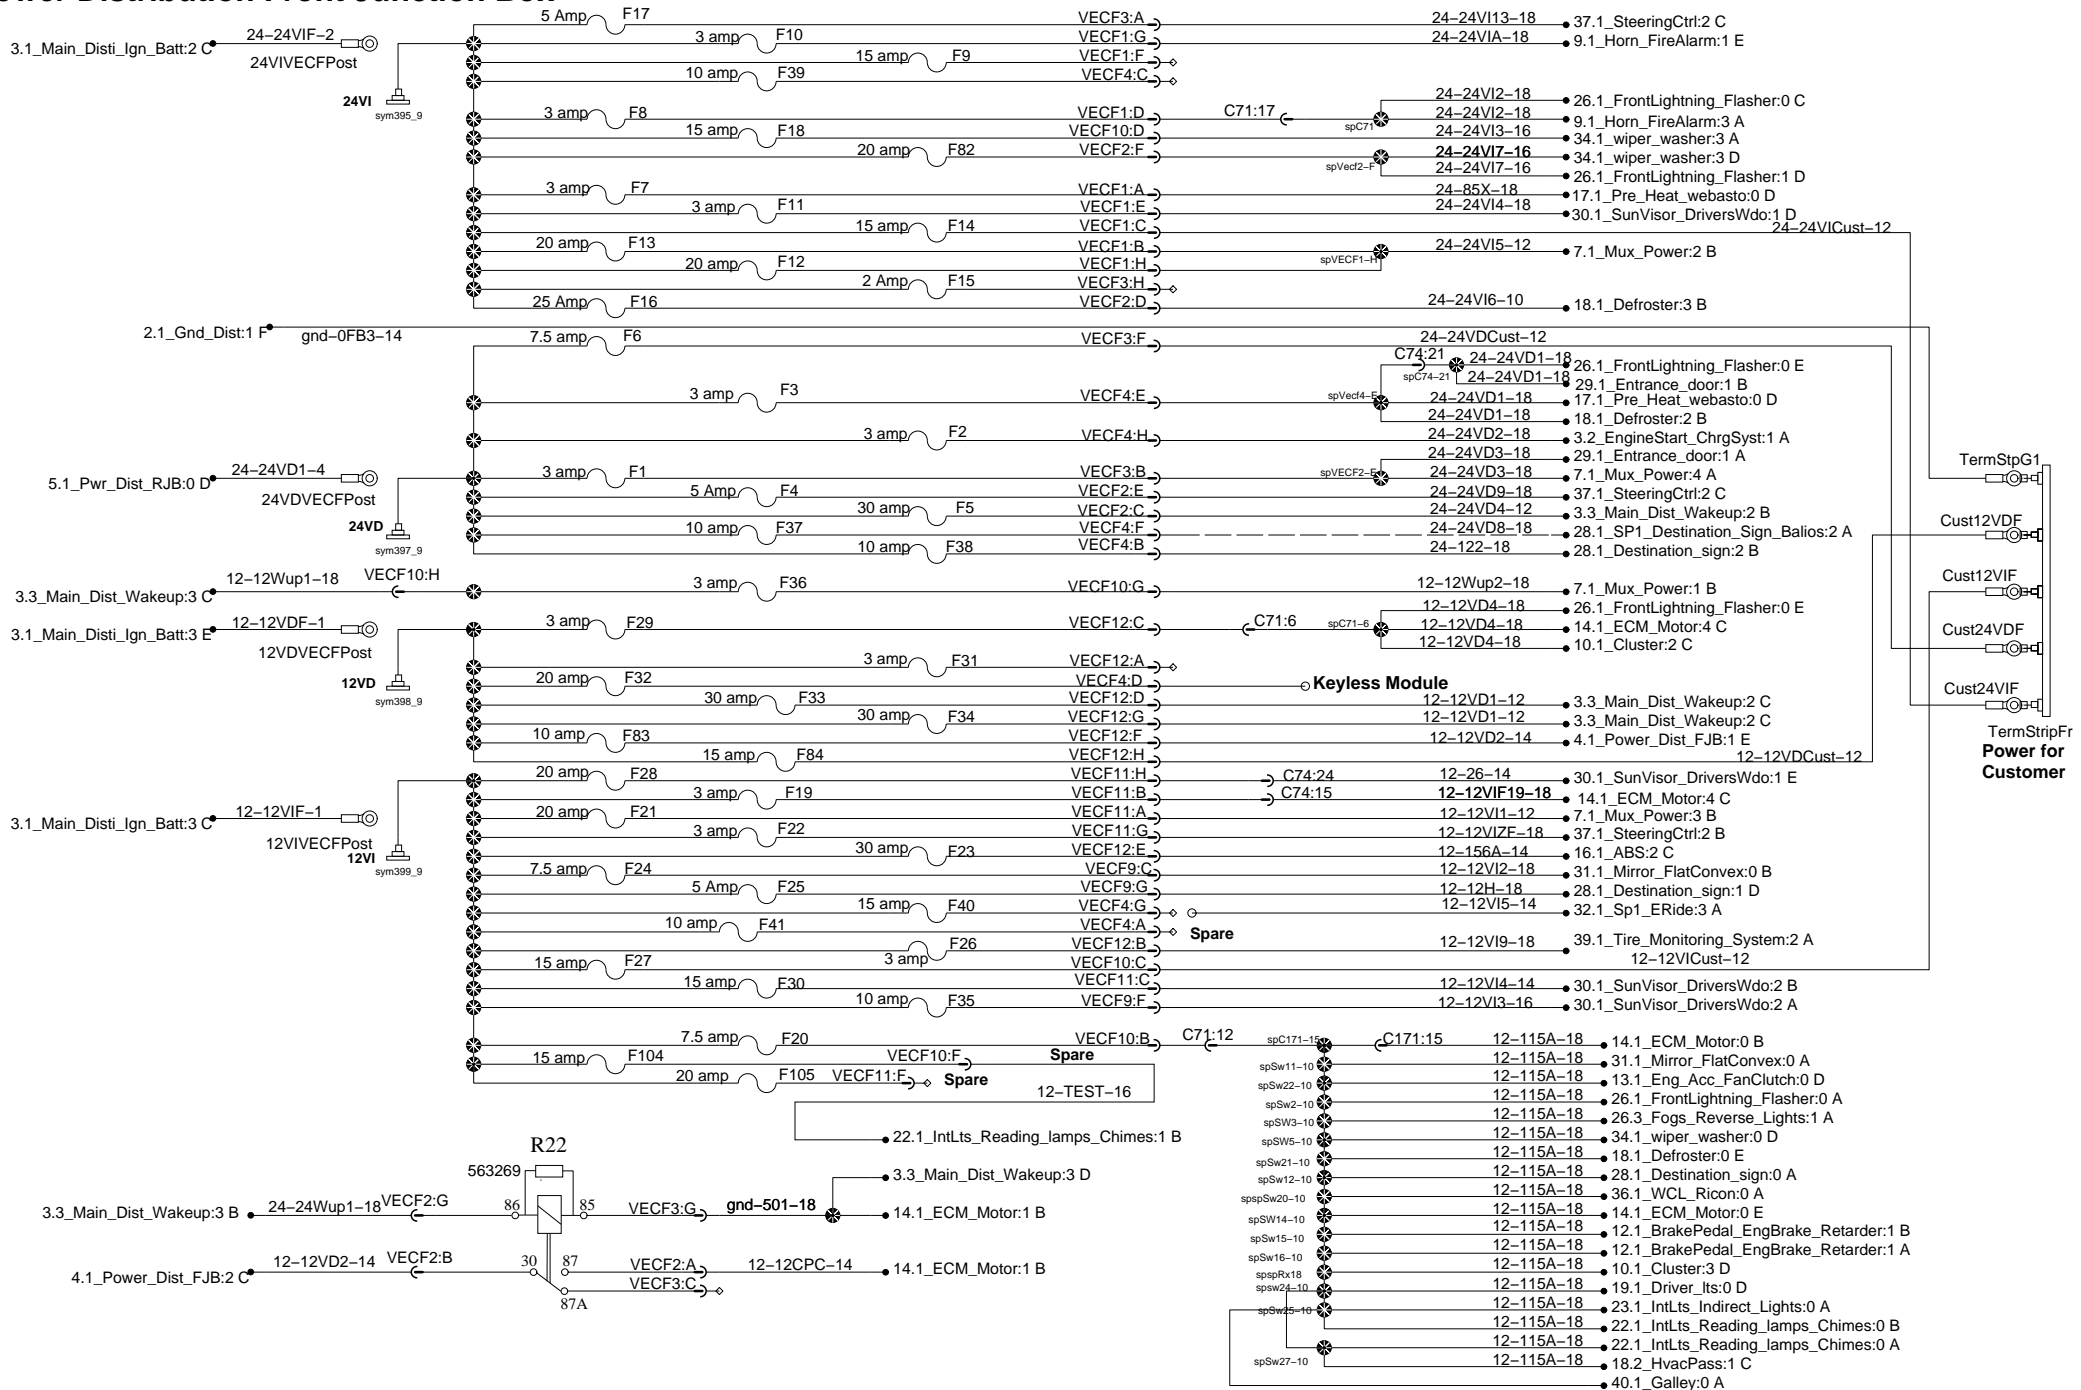 5 Amp F17 VECF3:A 24−24VI13−18 37.1_SteeringCtrl:2 C
3.1_Main_Disti_Ign_Batt:2 C 24−24VIF−2 3 amp F10 VECF1:G 24−24VIA−18 9.1_Horn_FireAlarm:1 E
24VIVECFPost 15 amp F9 VECF1:F
10 amp F39 VECF4:C
24VI
sym395_9
24−24VI2−18 26.1_FrontLightning_Flasher:0 C
3 amp F8 VECF1:D C71:17 spC71 24−24VI2−18 9.1_Horn_FireAlarm:3 A
15 amp F18 VECF10:D 24−24VI3−16 34.1_wiper_washer:3 A
20 amp F82 VECF2:F spVecf2−F 24−24VI7−16 34.1_wiper_washer:3 D
24−24VI7−16 26.1_FrontLightning_Flasher:1 D
3 amp F7 VECF1:A 24−85X−18 17.1_Pre_Heat_webasto:0 D
3 amp F11 VECF1:E 24−24VI4−18 30.1_SunVisor_DriversWdo:1 D
15 amp F14 VECF1:C 24−24VICust−12
20 amp F13 VECF1:B spVECF1−H 24−24VI5−12 7.1_Mux_Power:2 B
20 amp F12 VECF1:H
2 Amp F15 VECF3:H
25 Amp F16 VECF2:D 24−24VI6−10 18.1_Defroster:3 B
2.1_Gnd_Dist:1 F gnd−0FB3−14
7.5 amp F6 VECF3:F 24−24VDCust−12
C74:21 spC74−21 24−24VD1−18 26.1_FrontLightning_Flasher:0 E
24−24VD1−18 29.1_Entrance_door:1 B
3 amp F3 VECF4:E spVecf4−E 24−24VD1−18 17.1_Pre_Heat_webasto:0 D
24−24VD1−18 18.1_Defroster:2 B
3 amp F2 VECF4:H 24−24VD2−18 3.2_EngineStart_ChrgSyst:1 A
24−24VD3−18 29.1_Entrance_door:1 A
TermStpG1
5.1_Pwr_Dist_RJB:0 D 24−24VD1−4 3 amp F1 VECF3:B spVECF2−E 24−24VD3−18 7.1_Mux_Power:4 A
24VDVECFPost 5 Amp F4 VECF2:E 24−24VD9−18 37.1_SteeringCtrl:2 C
30 amp F5 VECF2:C 24−24VD4−12 3.3_Main_Dist_Wakeup:2 B
24VD
sym397_9
10 amp F37 VECF4:F 24−24VD8−18 28.1_SP1_Destination_Sign_Balios:2 A Cust12VDF
10 amp F38 VECF4:B 24−122−18 28.1_Destination_sign:2 B
3.3_Main_Dist_Wakeup:3 C 12−12Wup1−18 VECF10:H 3 amp F36 VECF10:G 12−12Wup2−18 7.1_Mux_Power:1 B Cust12VIF
12−12VD4−18 26.1_FrontLightning_Flasher:0 E
3.1_Main_Disti_Ign_Batt:3 E 12−12VDF−1 3 amp F29 VECF12:C C71:6 spC71−6 12−12VD4−18 14.1_ECM_Motor:4 C Cust24VDF
12VDVECFPost 12−12VD4−18 10.1_Cluster:2 C
3 amp F31 VECF12:A
12VD
sym398_9
20 amp F32 VECF4:D Keyless Module Cust24VIF
30 amp F33 VECF12:D 12−12VD1−12 3.3_Main_Dist_Wakeup:2 C
30 amp F34 VECF12:G 12−12VD1−12 3.3_Main_Dist_Wakeup:2 C
10 amp F83 VECF12:F 12−12VD2−14 4.1_Power_Dist_FJB:1 E
TermStripFr
Power for
Customer
15 amp F84 VECF12:H 12−12VDCust−12
20 amp F28 VECF11:H C74:24 12−26−14 30.1_SunVisor_DriversWdo:1 E
3 amp F19 VECF11:B C74:15 12−12VIF19−18 14.1_ECM_Motor:4 C
3.1_Main_Disti_Ign_Batt:3 C 12−12VIF−1 20 amp F21 VECF11:A 12−12VI1−12 7.1_Mux_Power:3 B
12VIVECFPost 3 amp F22 VECF11:G 12−12VIZF−18 37.1_SteeringCtrl:2 B
12VI
sym399_9
30 amp F23 VECF12:E 12−156A−14 16.1_ABS:2 C
7.5 amp F24 VECF9:C 12−12VI2−18 31.1_Mirror_FlatConvex:0 B
5 Amp F25 VECF9:G 12−12H−18 28.1_Destination_sign:1 D
15 amp F40 VECF4:G 12−12VI5−14 32.1_Sp1_ERide:3 A
10 amp F41 VECF4:A Spare
3 amp F26 VECF12:B 12−12VI9−18 39.1_Tire_Monitoring_System:2 A
15 amp F27 VECF10:C 12−12VICust−12
15 amp F30 VECF11:C 12−12VI4−14 30.1_SunVisor_DriversWdo:2 B
10 amp F35 VECF9:F 12−12VI3−16 30.1_SunVisor_DriversWdo:2 A
7.5 amp F20 VECF10:B C71:12 spC171−15 C171:15 12−115A−18 14.1_ECM_Motor:0 B
15 amp F104 VECF10:F Spare spSw11−10 12−115A−18 31.1_Mirror_FlatConvex:0 A
20 amp F105 VECF11:F Spare spSw22−10 12−115A−18 13.1_Eng_Acc_FanClutch:0 D
12−TEST−16 spSw2−10 12−115A−18 26.1_FrontLightning_Flasher:0 A
spSW3−10 12−115A−18 26.3_Fogs_Reverse_Lights:1 A
22.1_IntLts_Reading_lamps_Chimes:1 B spSW5−10 12−115A−18 34.1_wiper_washer:0 D
R22 spSw21−10 12−115A−18 18.1_Defroster:0 E
563269 3.3_Main_Dist_Wakeup:3 D spSw12−10 12−115A−18 28.1_Destination_sign:0 A
spspSw20−10 12−115A−18 36.1_WCL_Ricon:0 A
3.3_Main_Dist_Wakeup:3 B 24−24Wup1−18 VECF2:G 86 85 VECF3:G gnd−501−18 14.1_ECM_Motor:1 B spSW14−10 12−115A−18 14.1_ECM_Motor:0 E
spSw15−10 12−115A−18 12.1_BrakePedal_EngBrake_Retarder:1 B
spSw16−10 12−115A−18 12.1_BrakePedal_EngBrake_Retarder:1 A
4.1_Power_Dist_FJB:2 C 12−12VD2−14 VECF2:B 30 87 VECF2:A 12−12CPC−14 14.1_ECM_Motor:1 B spspRx18 12−115A−18 10.1_Cluster:3 D
87A VECF3:C spsw24−10 12−115A−18 19.1_Driver_lts:0 D
spSw25−10 12−115A−18 23.1_IntLts_Indirect_Lights:0 A
12−115A−18 22.1_IntLts_Reading_lamps_Chimes:0 B
12−115A−18 22.1_IntLts_Reading_lamps_Chimes:0 A
spSw27−10 12−115A−18 18.2_HvacPass:1 C
40.1_Galley:0 A